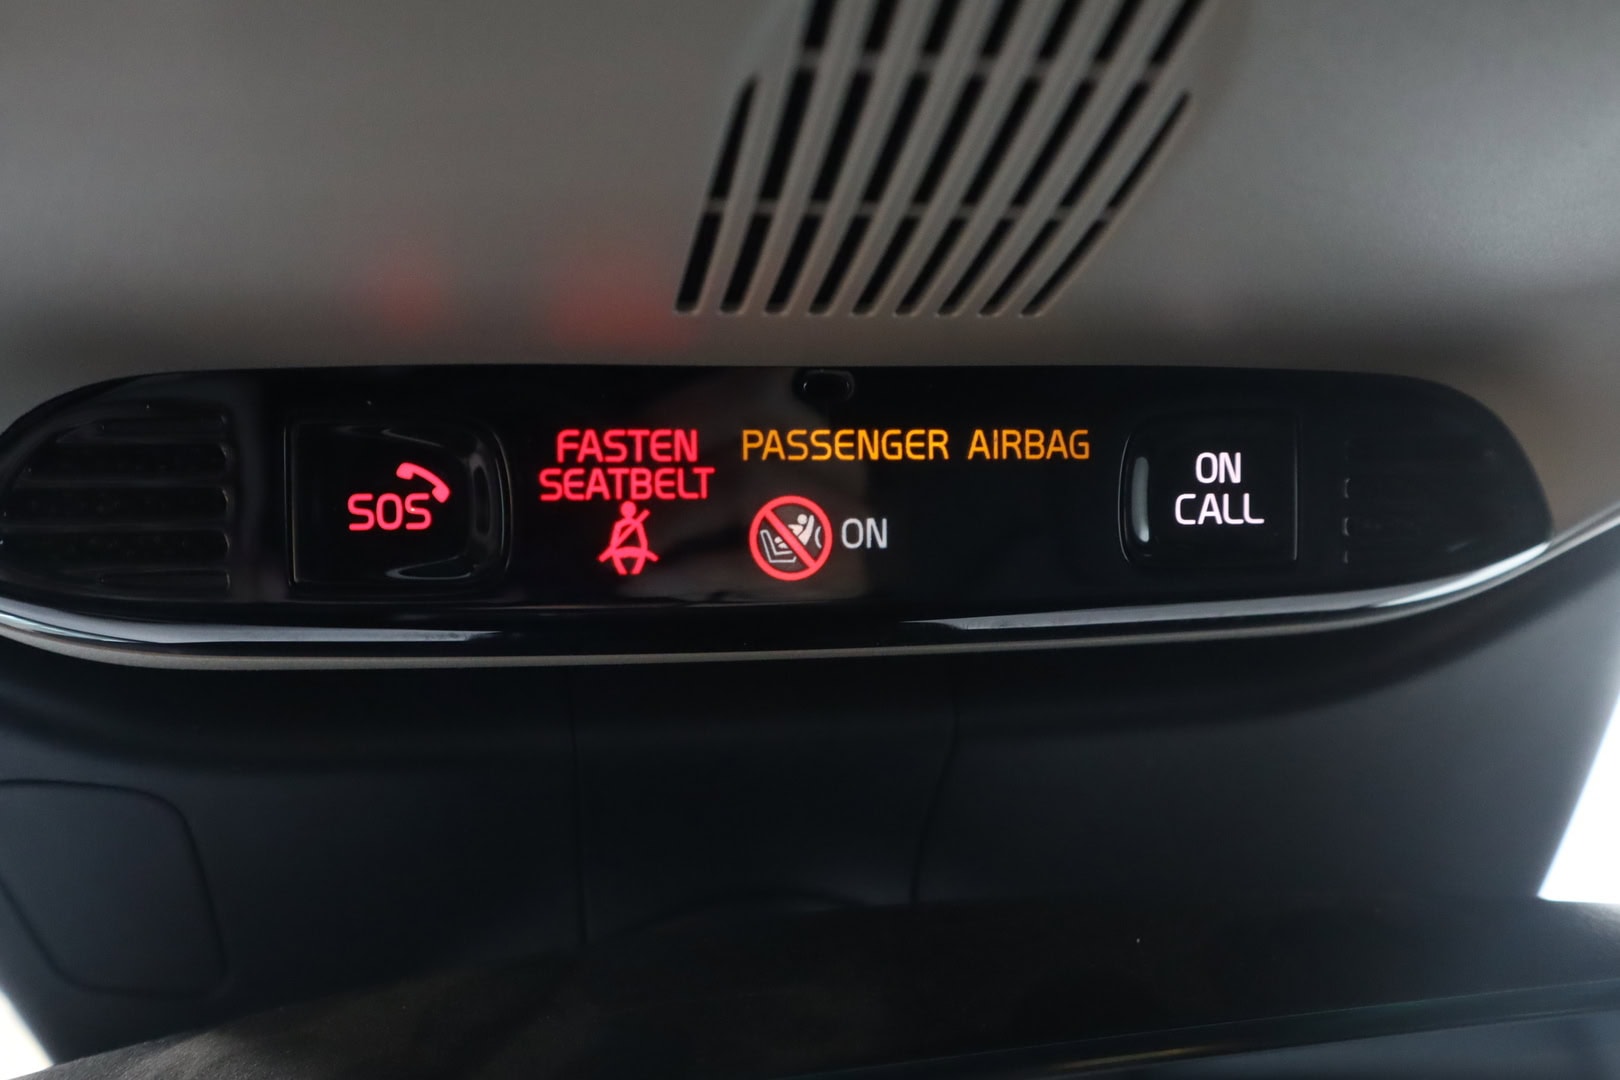 SOS
FASTEN
SEATBELT
PASSENGER AIRBAG
ON
ON
CALL